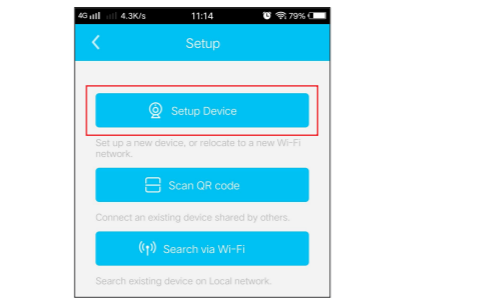 4G 4.3K/s 11:14 79%
Setup
Setup Device
Set up a new device, or relocate to a new Wi-Fi
network.
Scan QR code
Connect an existing device shared by others.
Search via Wi-Fi
Search existing device on Local network.